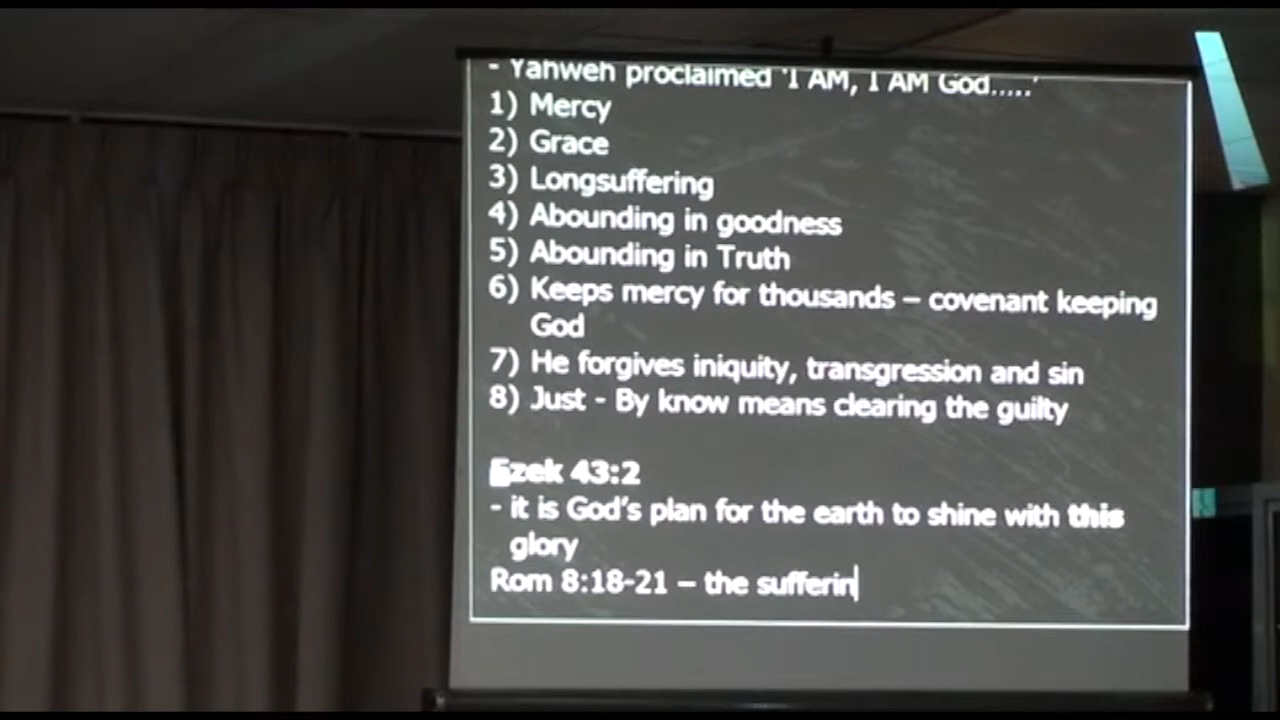 - Yahweh proclaimed 'I AM, I AM God.....'
1) Mercy
2) Grace
3) Longsuffering
4) Abounding in goodness
5) Abounding in Truth
6) Keeps mercy for thousands – covenant keeping
God
7) He forgives iniquity, transgression and sin
8) Just - By know means clearing the guilty
Ezek 43:2
- it is God's plan for the earth to shine with this
glory
Rom 8:18-21 – the sufferin